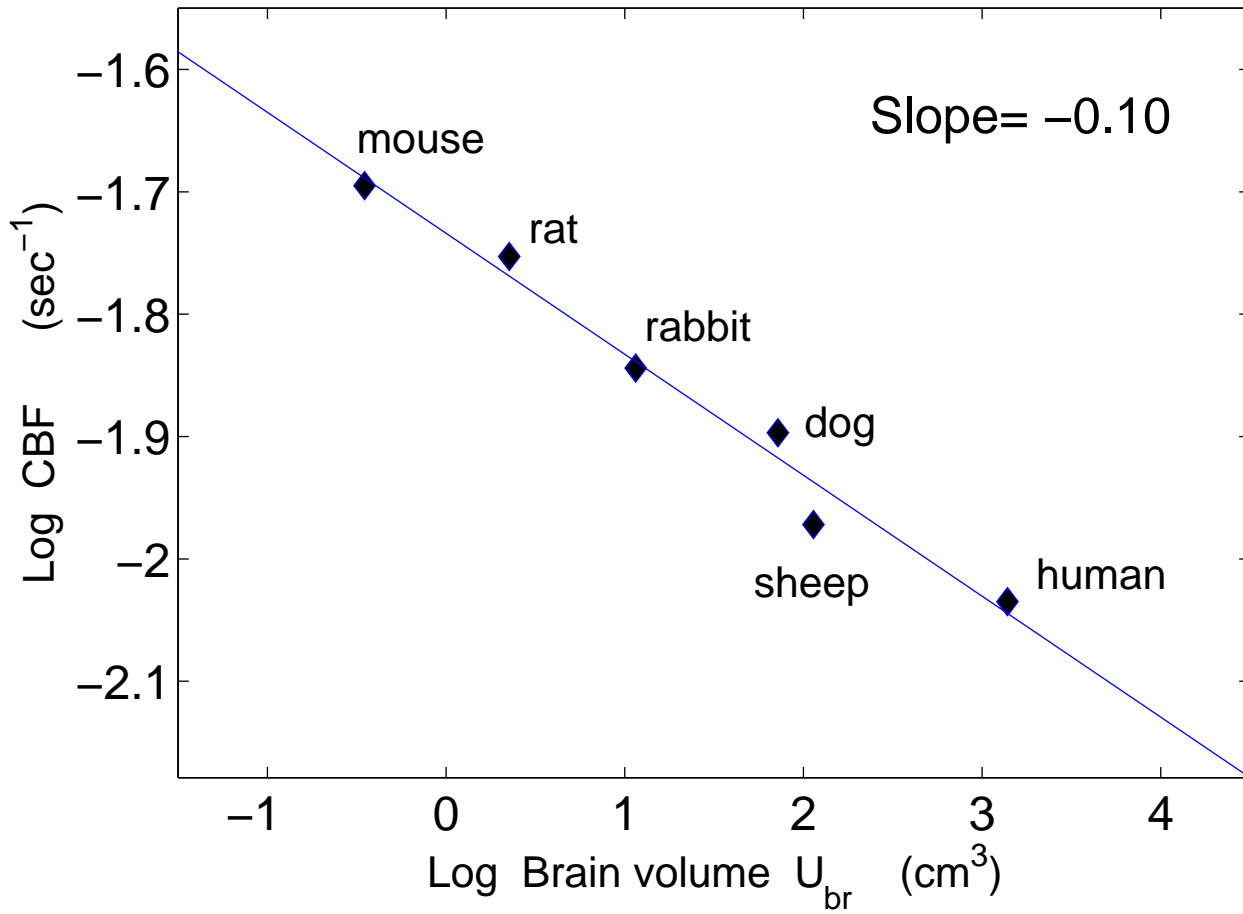 Slope= −0.10
mouse
rat
rabbit
dog
sheep
human
−1.6
−1.7
−1.8
−1.9
−2
−2.1
Log CBF (sec⁻¹)
−1 0 1 2 3 4
Log Brain volume U_br (cm³)